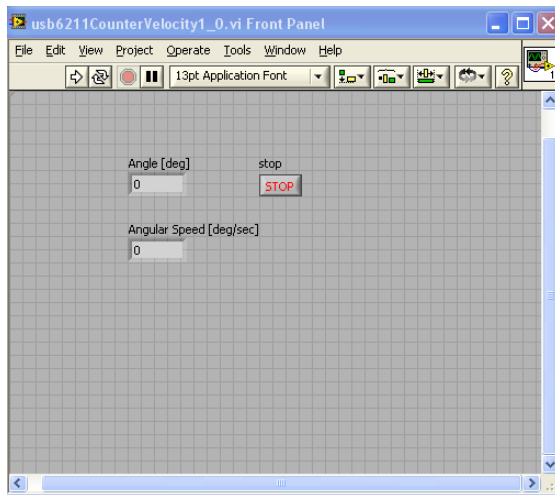 usb6211CounterVelocity1_0.vi Front Panel
File Edit View Project Operate Tools Window Help
13pt Application Font
1
Angle [deg]
0
stop
STOP
Angular Speed [deg/sec]
0